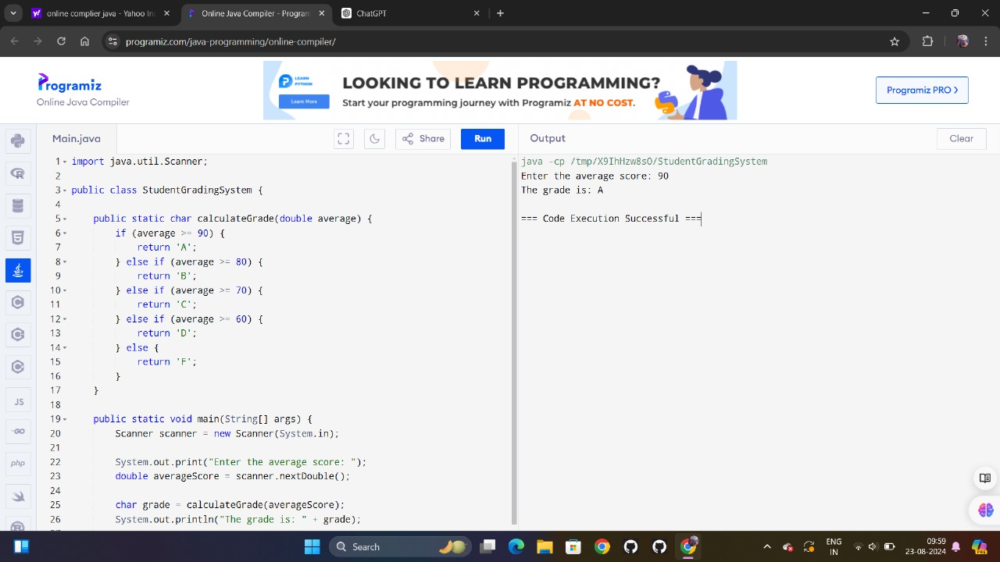 online complier java - Yahoo In
Online Java Compiler - Program
ChatGPT
programiz.com/java-programming/online-compiler/
Programiz
Online Java Compiler
LEARN
PYTHON
Learn More
LOOKING TO LEARN PROGRAMMING?
Start your programming journey with Programiz AT NO COST.
Programiz PRO >
Main.java
Share
Run
Output
Clear
1 import java.util.Scanner;
2
3 public class StudentGradingSystem {
4
5     public static char calculateGrade(double average) {
6         if (average >= 90) {
7             return 'A';
8         } else if (average >= 80) {
9             return 'B';
10         } else if (average >= 70) {
11             return 'C';
12         } else if (average >= 60) {
13             return 'D';
14         } else {
15             return 'F';
16         }
17     }
18
19     public static void main(String[] args) {
20         Scanner scanner = new Scanner(System.in);
21
22         System.out.print("Enter the average score: ");
23         double averageScore = scanner.nextDouble();
24
25         char grade = calculateGrade(averageScore);
26         System.out.println("The grade is: " + grade);
java -cp /tmp/X9IhHzw8sO/StudentGradingSystem
Enter the average score: 90
The grade is: A
=== Code Execution Successful ===
JS
GO
php
Search
ENG
IN
09:59
23-08-2024
PRE